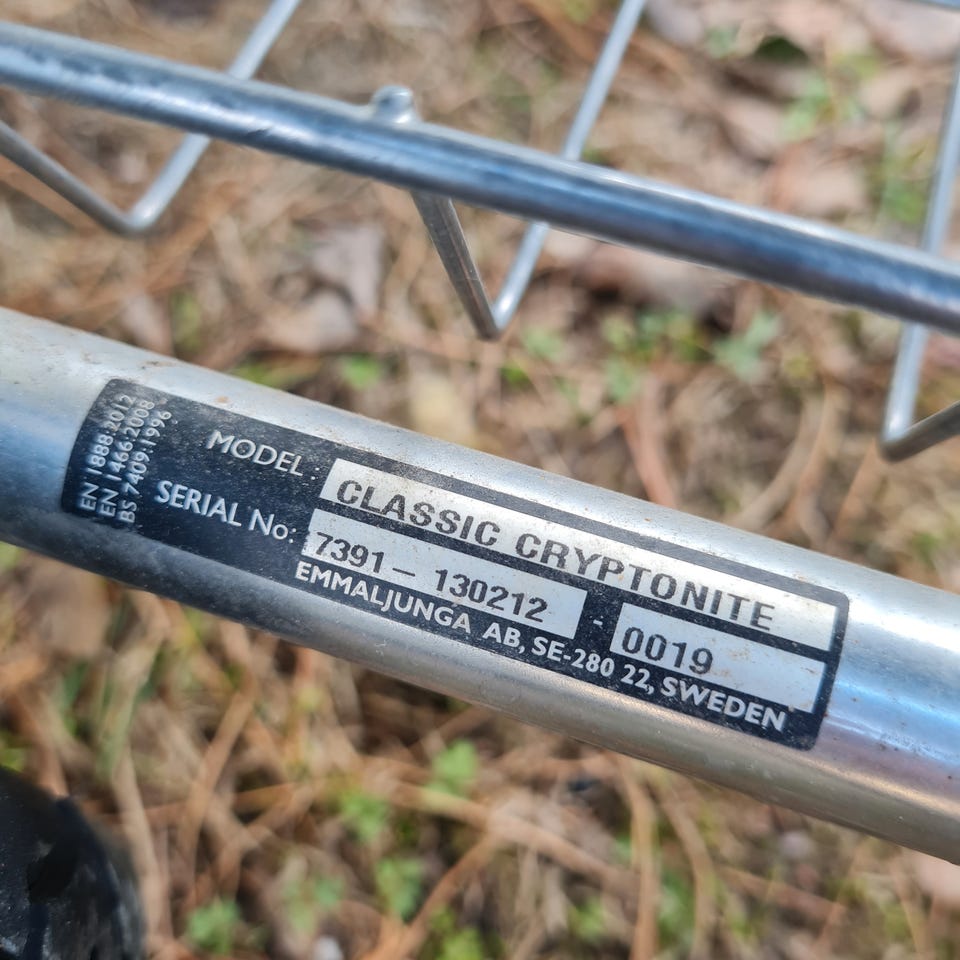 EN 1888:2012
EN 1466:2008
BS 7409:1996
MODEL : CLASSIC CRYPTONITE
SERIAL No: 7391 - 130212 - 0019
EMMALJUNGA AB, SE-280 22, SWEDEN